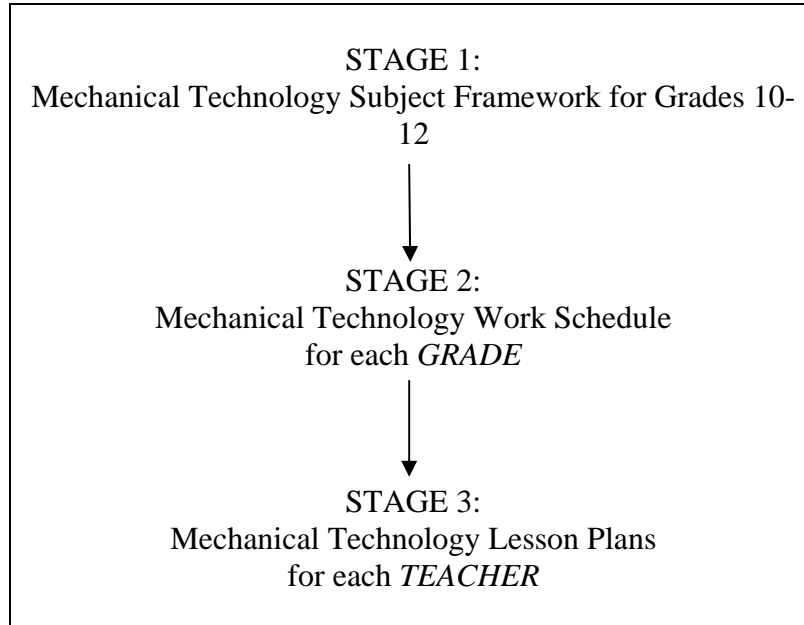 STAGE 1:
Mechanical Technology Subject Framework for Grades 10-
12
STAGE 2:
Mechanical Technology Work Schedule
for each GRADE
STAGE 3:
Mechanical Technology Lesson Plans
for each TEACHER